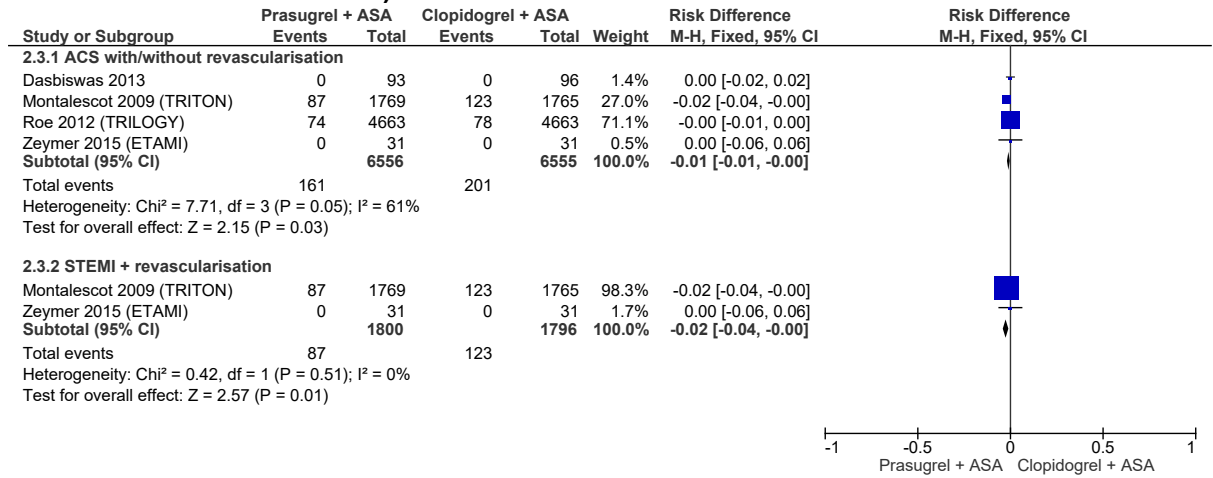 Prasugrel + ASA Clopidogrel + ASA Risk Difference Risk Difference
Study or Subgroup Events Total Events Total Weight M-H, Fixed, 95% CI M-H, Fixed, 95% CI
2.3.1 ACS with/without revascularisation
Dasbiswas 2013 0 93 0 96 1.4% 0.00 [-0.02, 0.02]
Montalescot 2009 (TRITON) 87 1769 123 1765 27.0% -0.02 [-0.04, -0.00]
Roe 2012 (TRILOGY) 74 4663 78 4663 71.1% -0.00 [-0.01, 0.00]
Zeymer 2015 (ETAMI) 0 31 0 31 0.5% 0.00 [-0.06, 0.06]
Subtotal (95% CI) 6556 6555 100.0% -0.01 [-0.01, -0.00]
Total events 161 201
Heterogeneity: Chi² = 7.71, df = 3 (P = 0.05); I² = 61%
Test for overall effect: Z = 2.15 (P = 0.03)
2.3.2 STEMI + revascularisation
Montalescot 2009 (TRITON) 87 1769 123 1765 98.3% -0.02 [-0.04, -0.00]
Zeymer 2015 (ETAMI) 0 31 0 31 1.7% 0.00 [-0.06, 0.06]
Subtotal (95% CI) 1800 1796 100.0% -0.02 [-0.04, -0.00]
Total events 87 123
Heterogeneity: Chi² = 0.42, df = 1 (P = 0.51); I² = 0%
Test for overall effect: Z = 2.57 (P = 0.01)
-1 -0.5 0 0.5 1
Prasugrel + ASA Clopidogrel + ASA